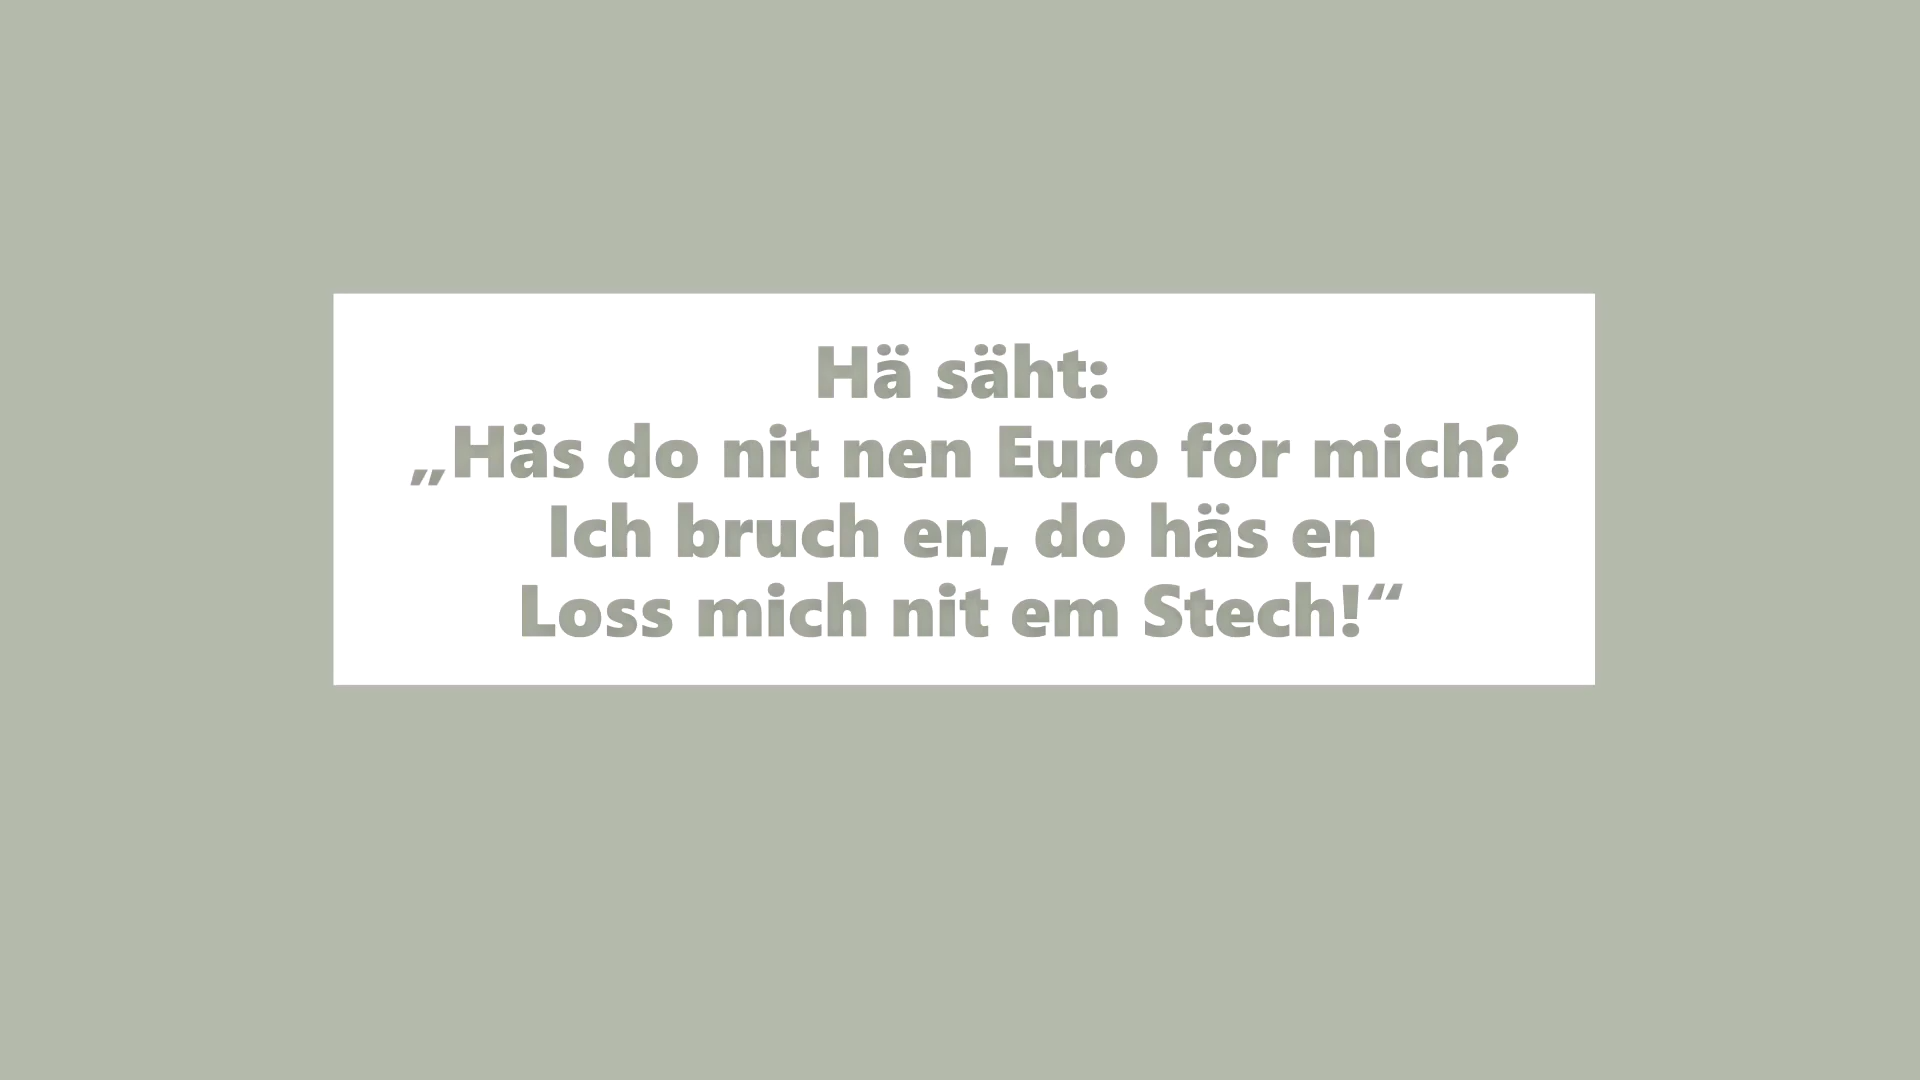 Hä säht:
„Häs do nit nen Euro för mich?
Ich bruch en, do häs en
Loss mich nit em Stech!“